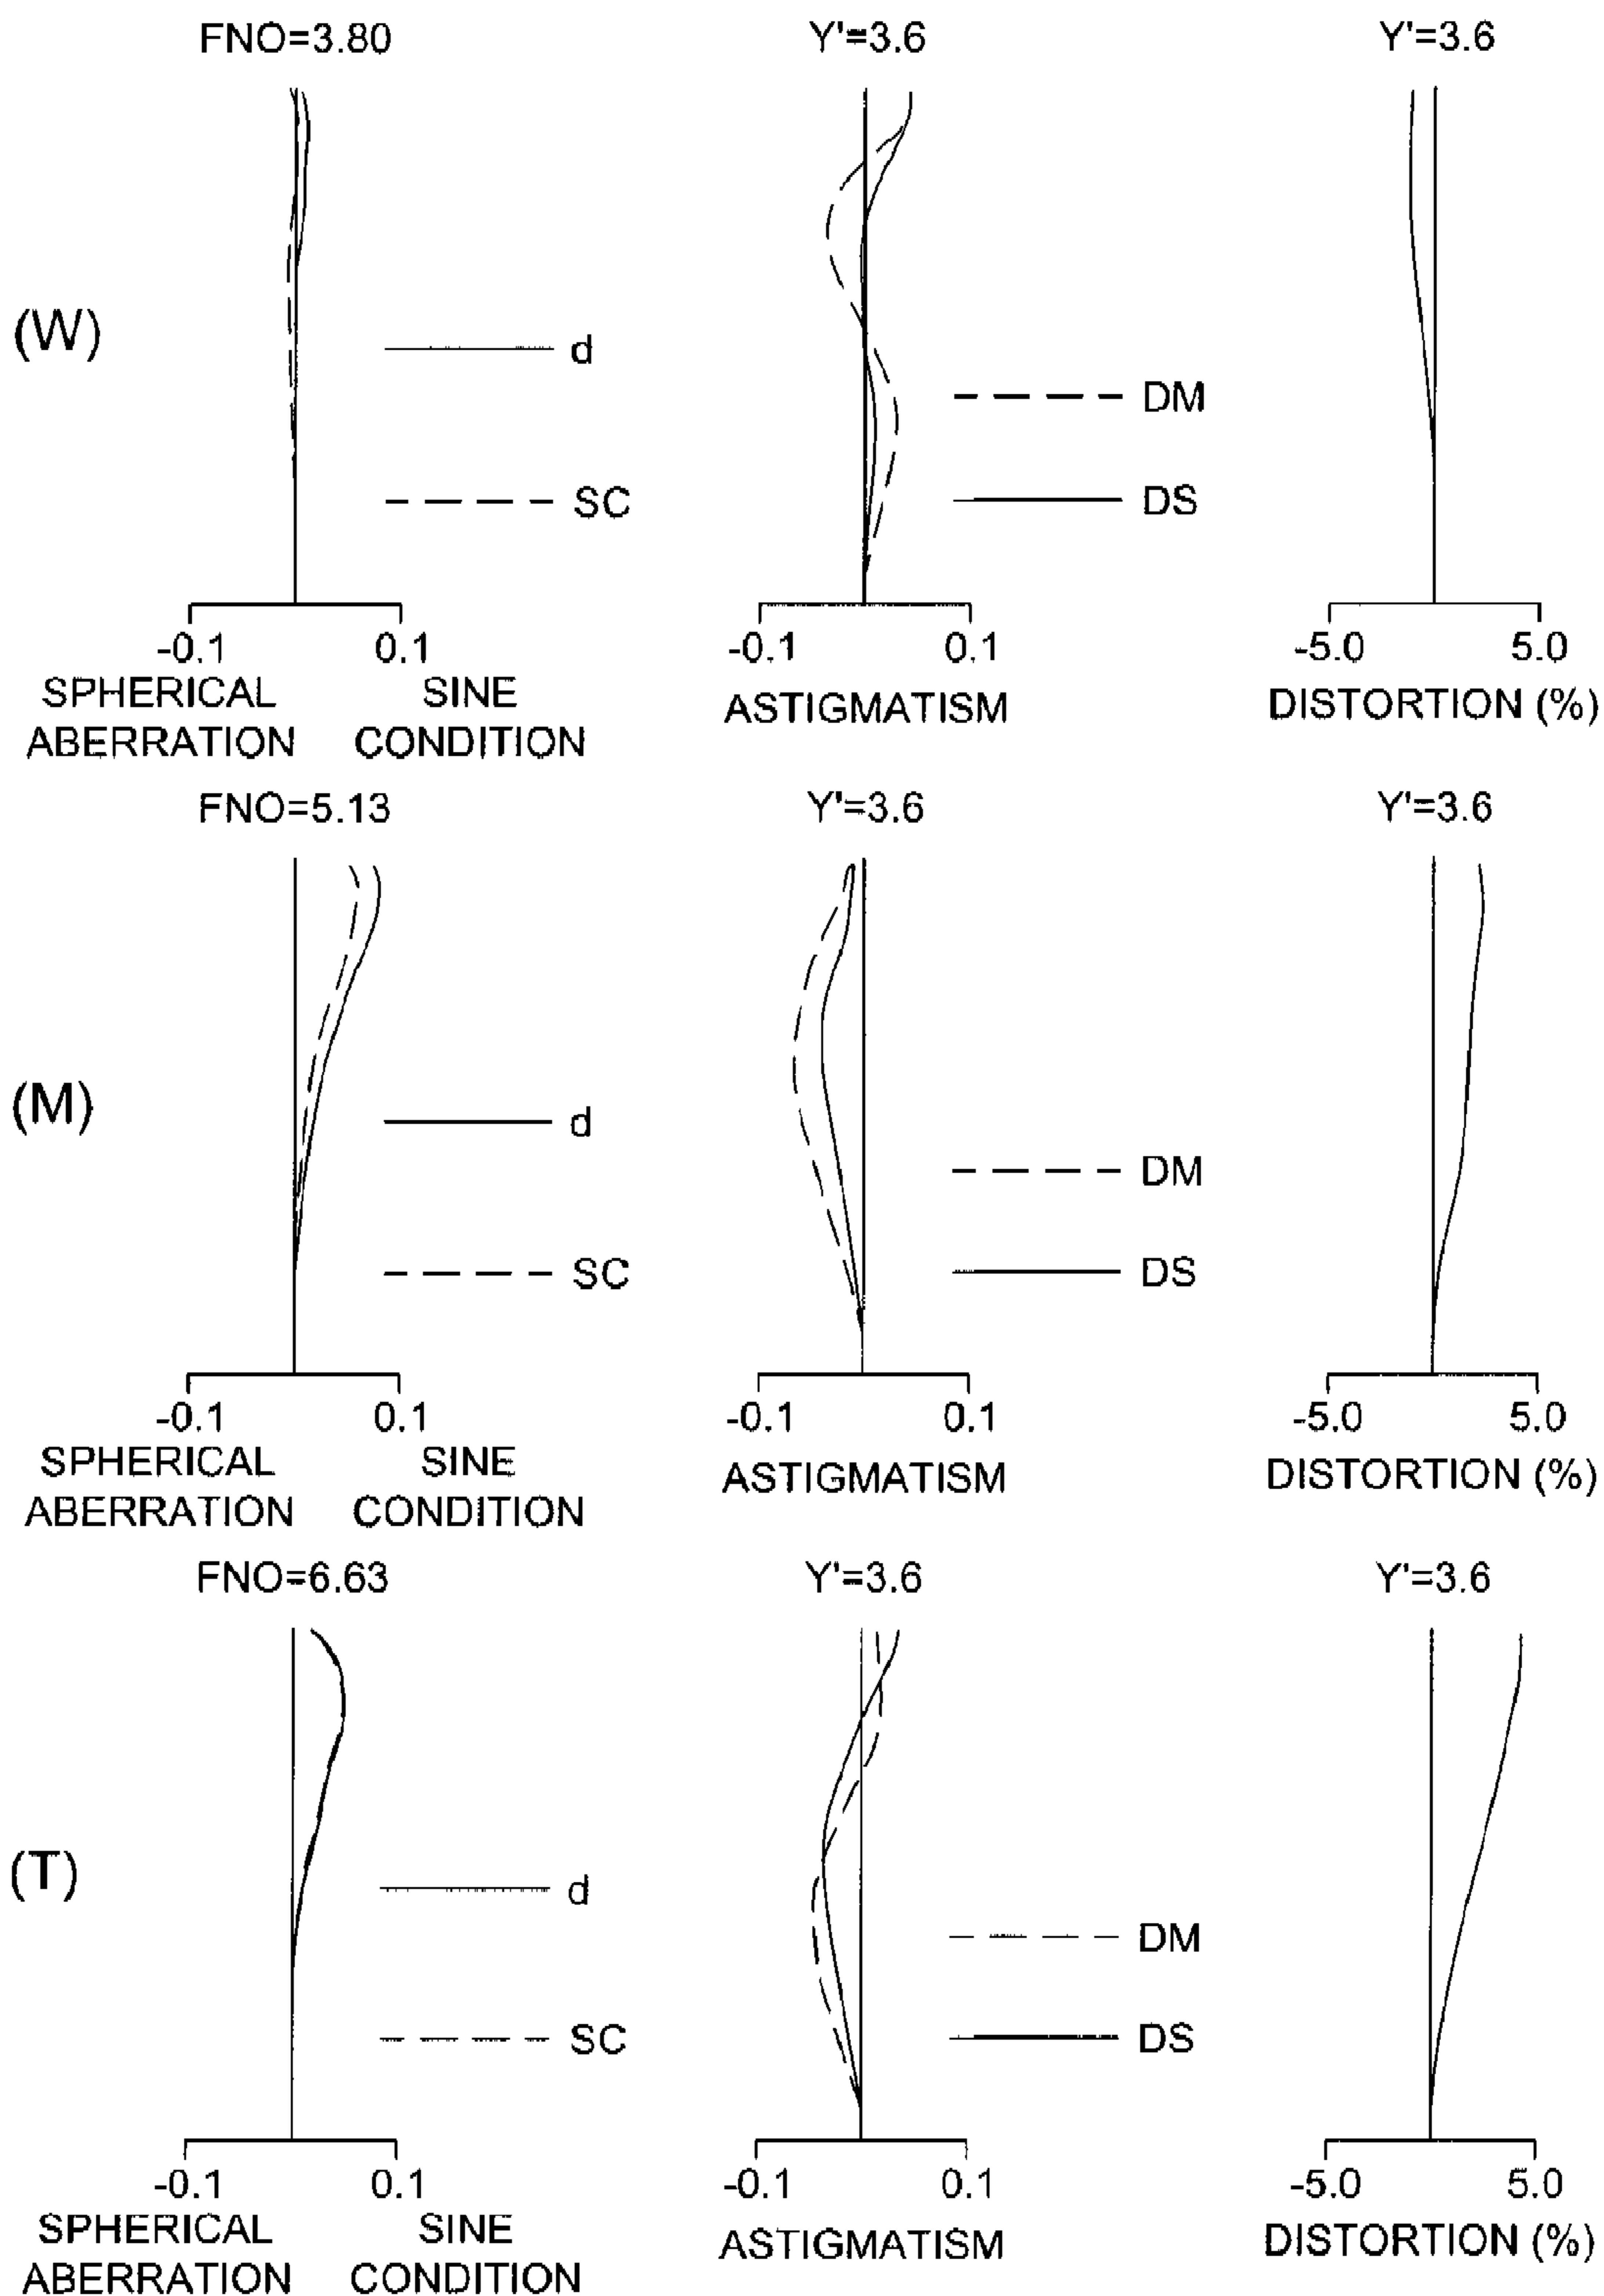 FNO=3.80 Y'=3.6 Y'=3.6
(W)
d
DM
SC
DS
-0.1 0.1 -0.1 0.1 -5.0 5.0
SPHERICAL SINE
ABERRATION CONDITION
ASTIGMATISM DISTORTION (%)
FNO=5.13 Y'=3.6 Y'=3.6
(M)
d
DM
SC
DS
-0.1 0.1 -0.1 0.1 -5.0 5.0
SPHERICAL SINE
ABERRATION CONDITION
ASTIGMATISM DISTORTION (%)
FNO=6.63 Y'=3.6 Y'=3.6
(T)
d
DM
SC
DS
-0.1 0.1 -0.1 0.1 -5.0 5.0
SPHERICAL SINE
ABERRATION CONDITION
ASTIGMATISM DISTORTION (%)